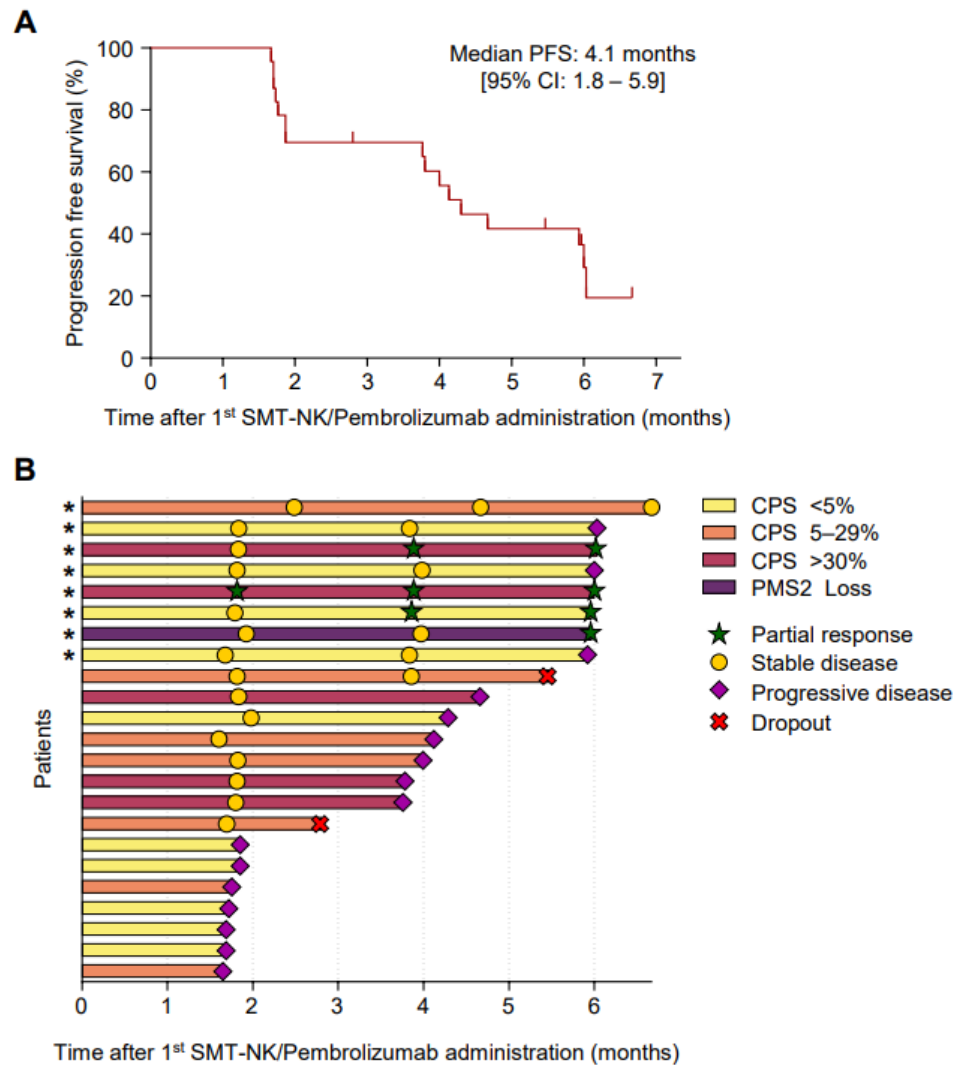 A
Median PFS: 4.1 months
[95% CI: 1.8 – 5.9]
Progression free survival (%)
100
80
60
40
20
0
0 1 2 3 4 5 6 7
Time after 1st SMT-NK/Pembrolizumab administration (months)
B
Patients
*
*
*
*
*
*
*
*
CPS <5%
CPS 5–29%
CPS >30%
PMS2 Loss
Partial response
Stable disease
Progressive disease
Dropout
0 1 2 3 4 5 6
Time after 1st SMT-NK/Pembrolizumab administration (months)